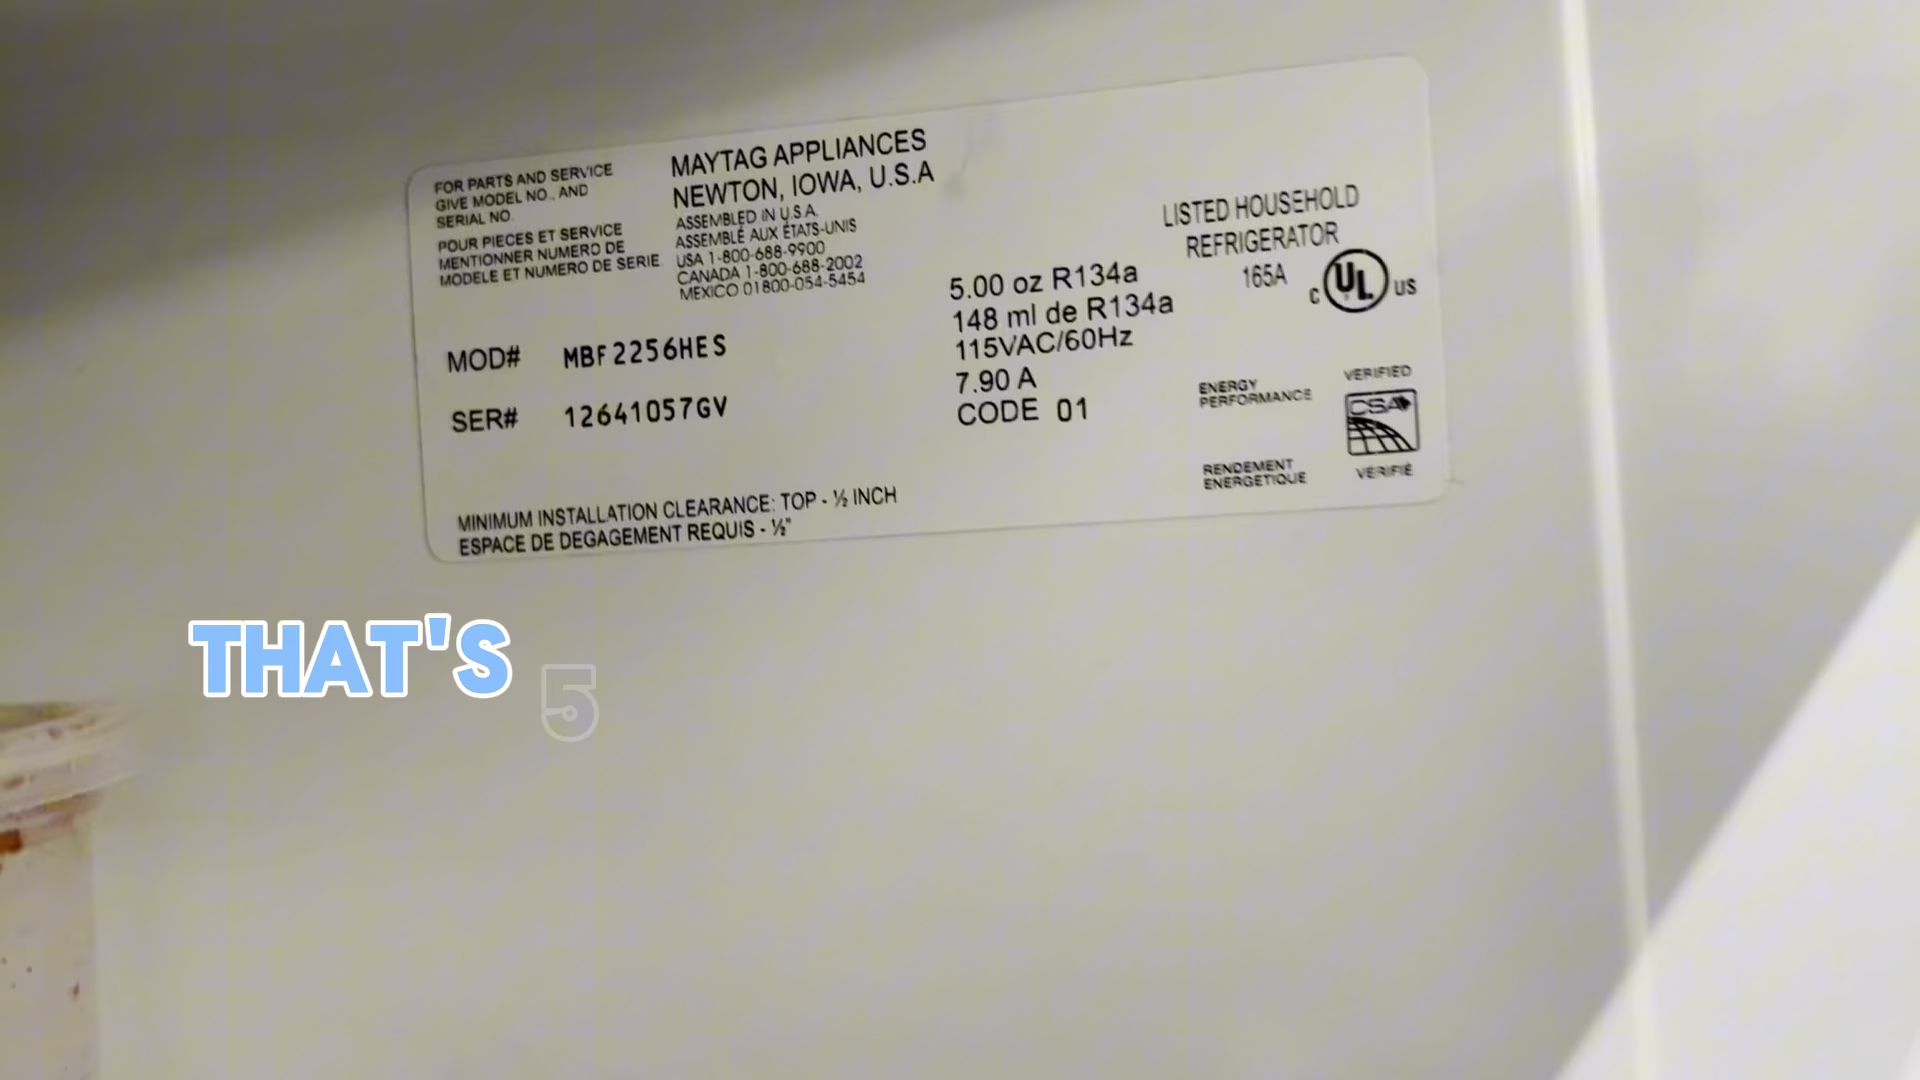 FOR PARTS AND SERVICE
GIVE MODEL NO., AND
SERIAL NO.
POUR PIECES ET SERVICE
MENTIONNER NUMERO DE
MODELE ET NUMERO DE SERIE
MAYTAG APPLIANCES
NEWTON, IOWA, U.S.A
ASSEMBLED IN U.S.A.
ASSEMBLÉ AUX ÉTATS-UNIS
USA 1-800-688-9900
CANADA 1-800-688-2002
MEXICO 01800-054-5454
MOD# MBF2256HES
SER# 12641057GV
5.00 oz R134a
148 ml de R134a
115VAC/60Hz
7.90 A
CODE 01
LISTED HOUSEHOLD
REFRIGERATOR
165A
C UL US
ENERGY
PERFORMANCE
VERIFIED
CSA
RENDEMENT
ENERGETIQUE
VÉRIFIÉ
MINIMUM INSTALLATION CLEARANCE: TOP - ½ INCH
ESPACE DE DEGAGEMENT REQUIS - ½"
THAT'S 5